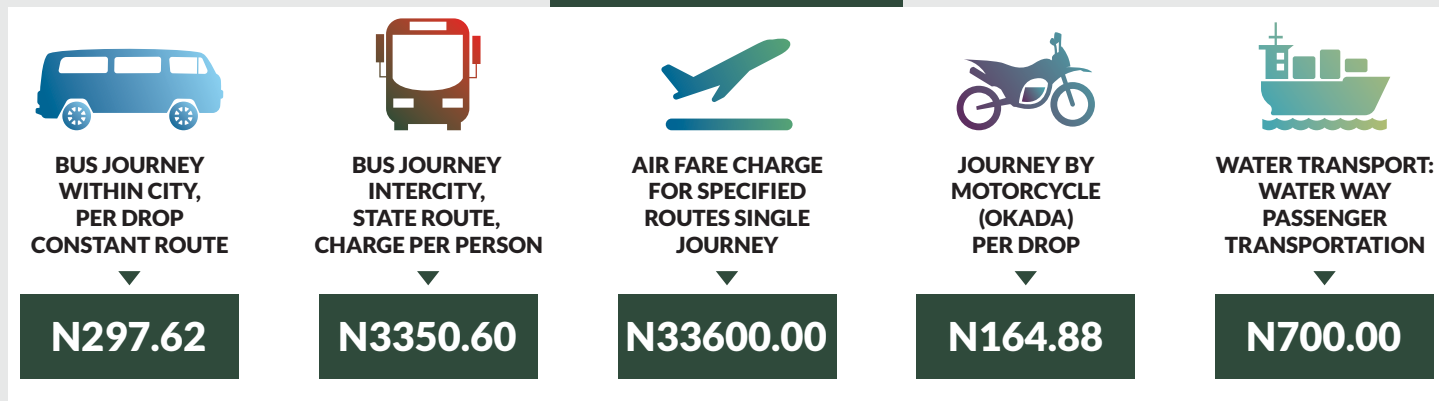 BUS JOURNEY
WITHIN CITY,
PER DROP
CONSTANT ROUTE
N297.62
BUS JOURNEY
INTERCITY,
STATE ROUTE,
CHARGE PER PERSON
N3350.60
AIR FARE CHARGE
FOR SPECIFIED
ROUTES SINGLE
JOURNEY
N33600.00
JOURNEY BY
MOTORCYCLE
(OKADA)
PER DROP
N164.88
WATER TRANSPORT:
WATER WAY
PASSENGER
TRANSPORTATION
N700.00